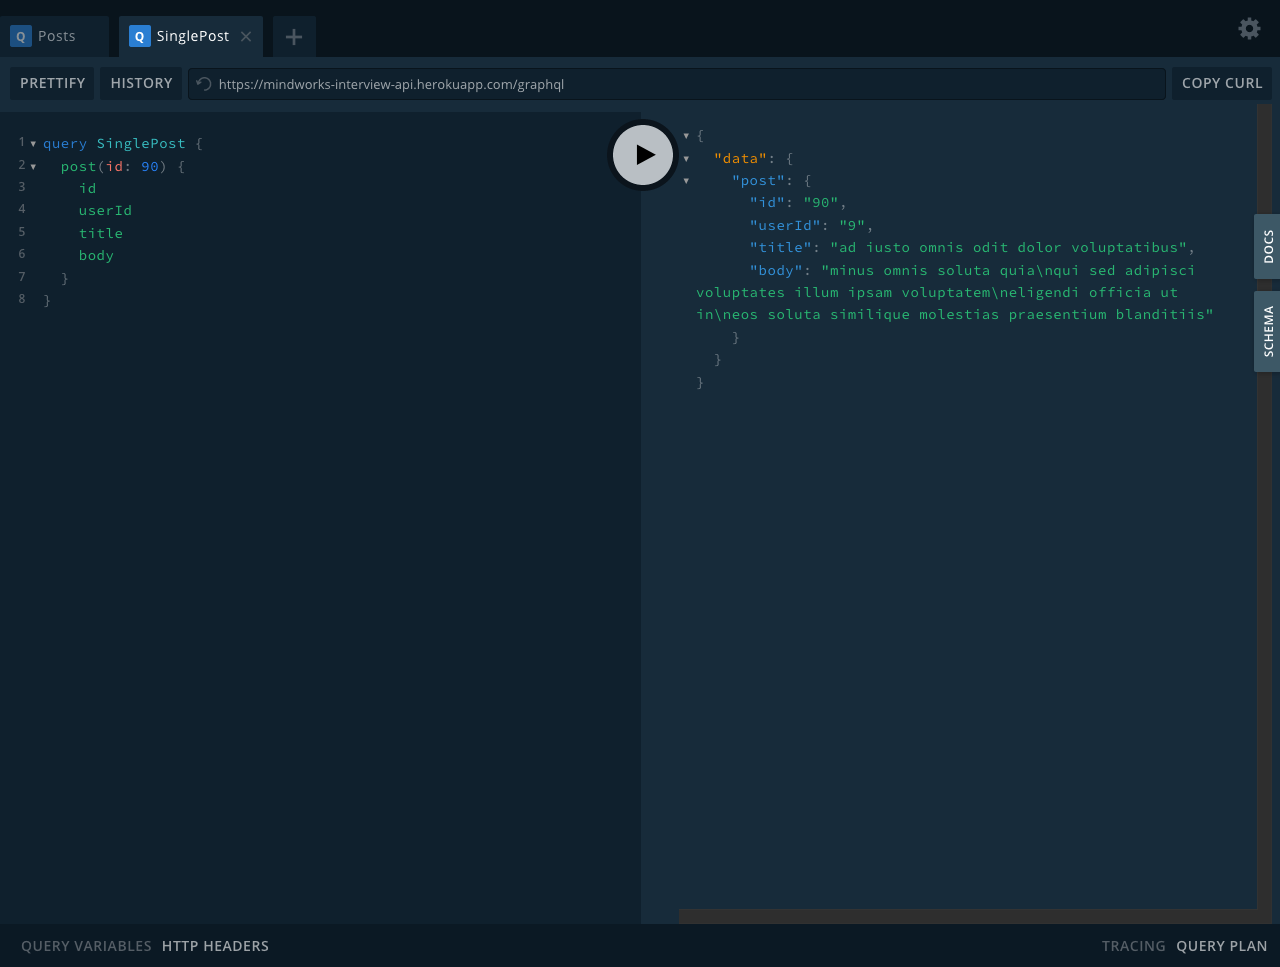 Q Posts
Q SinglePost
PRETTIFY
HISTORY
https://mindworks-interview-api.herokuapp.com/graphql
COPY CURL
1 query SinglePost {
2 post(id: 90) {
3 id
4 userId
5 title
6 body
7 }
8 }
{
"data": {
"post": {
"id": "90",
"userId": "9",
"title": "ad iusto omnis odit dolor voluptatibus",
"body": "minus omnis soluta quia\nqui sed adipisci
voluptates illum ipsam voluptatem\neligendi officia ut
in\neos soluta similique molestias praesentium blanditiis"
}
}
}
DOCS
SCHEMA
QUERY VARIABLES
HTTP HEADERS
TRACING
QUERY PLAN